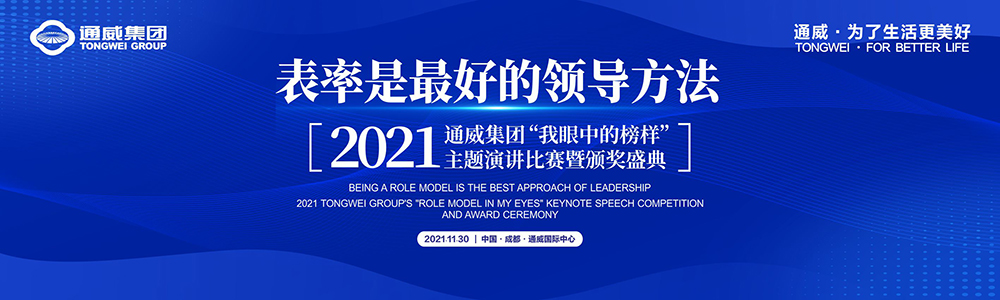 通威集团
TONGWEI GROUP
通威·为了生活更美好
TONGWEI·FOR BETTER LIFE
表率是最好的领导方法
2021 通威集团“我眼中的榜样”
主题演讲比赛暨颁奖盛典
BEING A ROLE MODEL IS THE BEST APPROACH OF LEADERSHIP
2021 TONGWEI GROUP'S "ROLE MODEL IN MY EYES" KEYNOTE SPEECH COMPETITION
AND AWARD CEREMONY
2021.11.30 | 中国·成都·通威国际中心